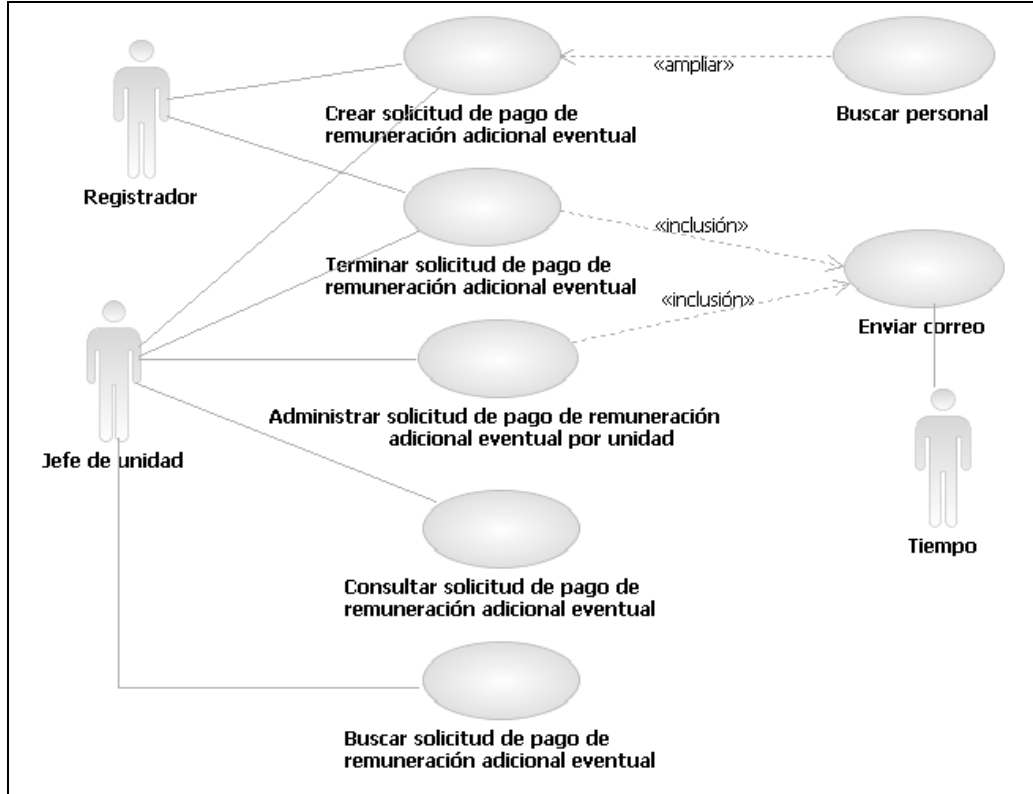 «ampliar»
Crear solicitud de pago de
remuneración adicional eventual
Buscar personal
Registrador
«inclusión»
Terminar solicitud de pago de
remuneración adicional eventual
«inclusión»
Enviar correo
Administrar solicitud de pago de remuneración
adicional eventual por unidad
Jefe de unidad
Tiempo
Consultar solicitud de pago de
remuneración adicional eventual
Buscar solicitud de pago de
remuneración adicional eventual